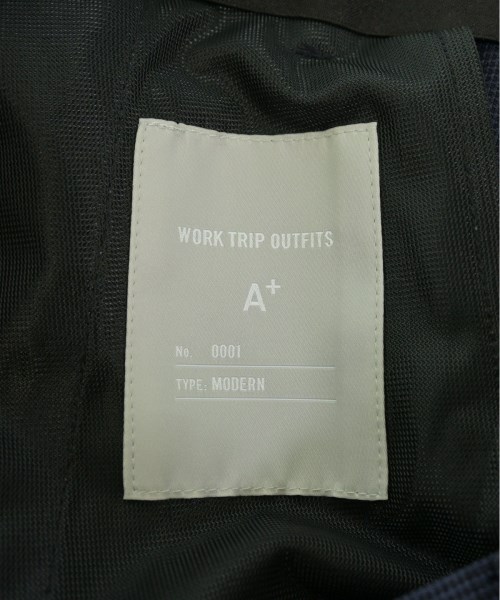 WORK TRIP OUTFITS
A+
No. 0001
TYPE: MODERN